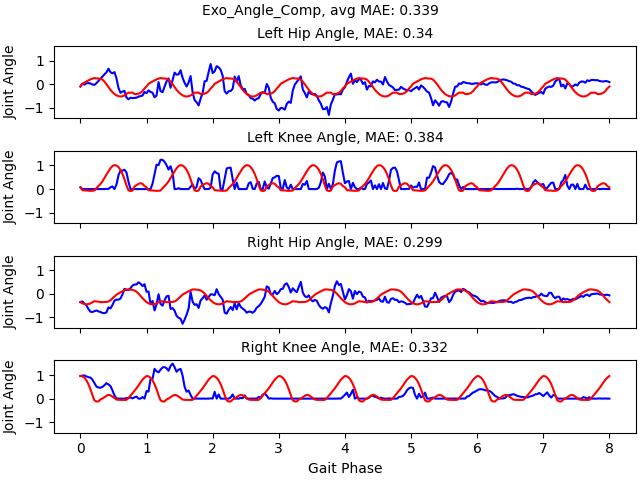 Exo_Angle_Comp, avg MAE: 0.339
Left Hip Angle, MAE: 0.34
Joint Angle
1
0
−1
Left Knee Angle, MAE: 0.384
Joint Angle
1
0
−1
Right Hip Angle, MAE: 0.299
Joint Angle
1
0
−1
Right Knee Angle, MAE: 0.332
Joint Angle
1
0
−1
0 1 2 3 4 5 6 7 8
Gait Phase